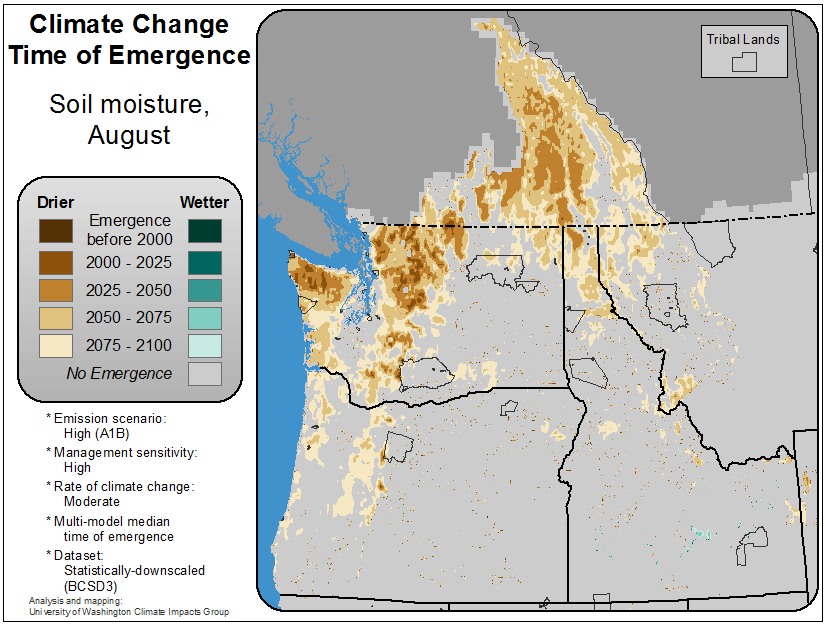 Climate Change
Time of Emergence
Soil moisture,
August
Drier
Wetter
Emergence
before 2000
2000 - 2025
2025 - 2050
2050 - 2075
2075 - 2100
No Emergence
* Emission scenario:
High (A1B)
* Management sensitivity:
High
* Rate of climate change:
Moderate
* Multi-model median
time of emergence
* Dataset:
Statistically-downscaled
(BCSD3)
Analysis and mapping:
University of Washington Climate Impacts Group
Tribal Lands